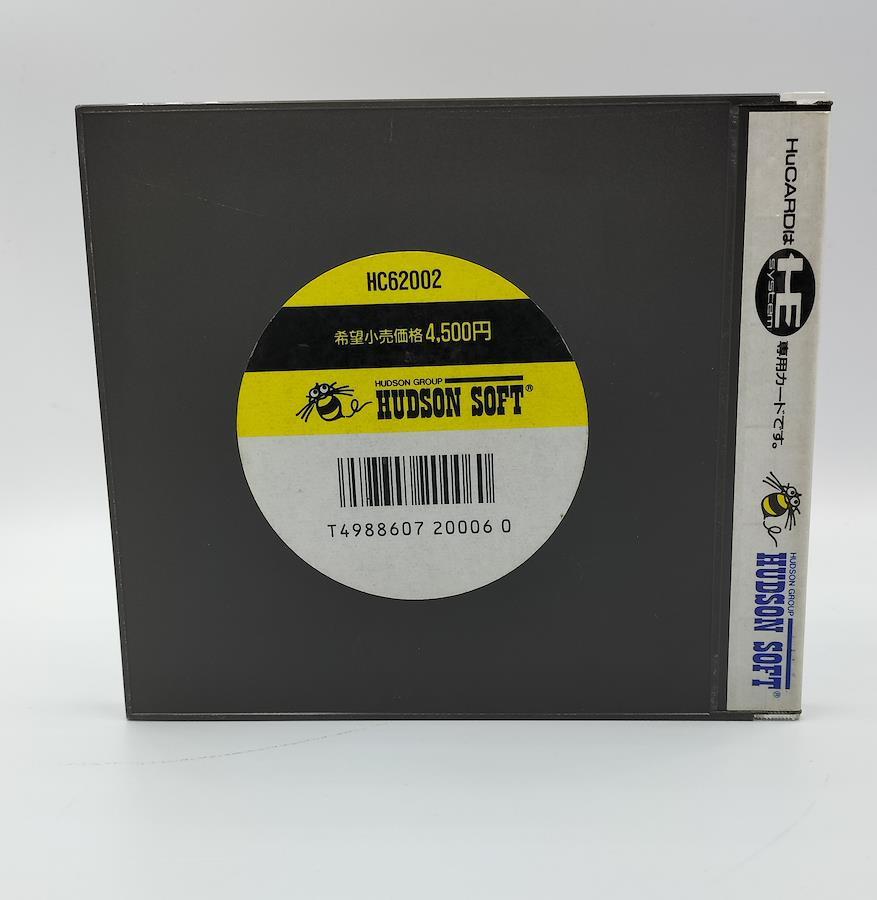 HC62002
希望小売価格4,500円
HUDSON GROUP
HUDSON SOFT®
T4988607 20006 0
HuCARDは
HE
system
専用カードです。
HUDSON GROUP
HUDSON SOFT®